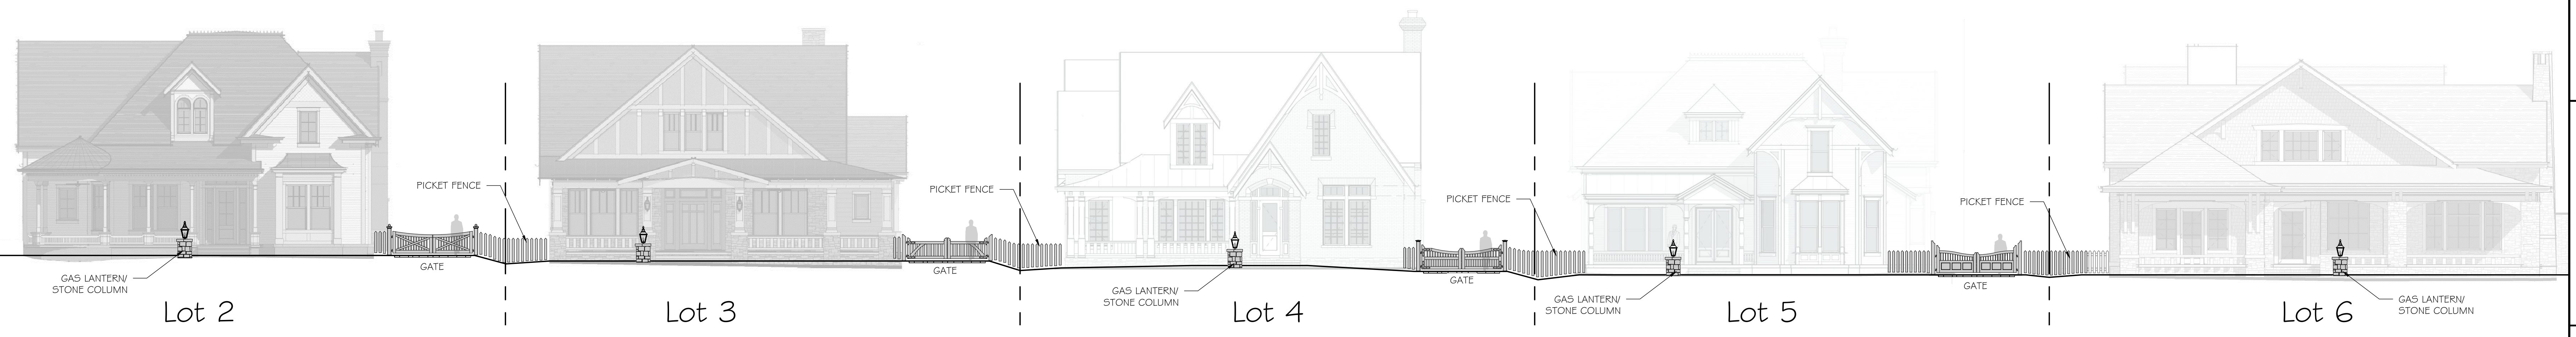 PICKET FENCE
GATE
GAS LANTERN/
STONE COLUMN
Lot 2
PICKET FENCE
GATE
Lot 3
PICKET FENCE
GATE
GAS LANTERN/
STONE COLUMN
Lot 4
PICKET FENCE
GATE
GAS LANTERN/
STONE COLUMN
Lot 5
GAS LANTERN/
STONE COLUMN
Lot 6